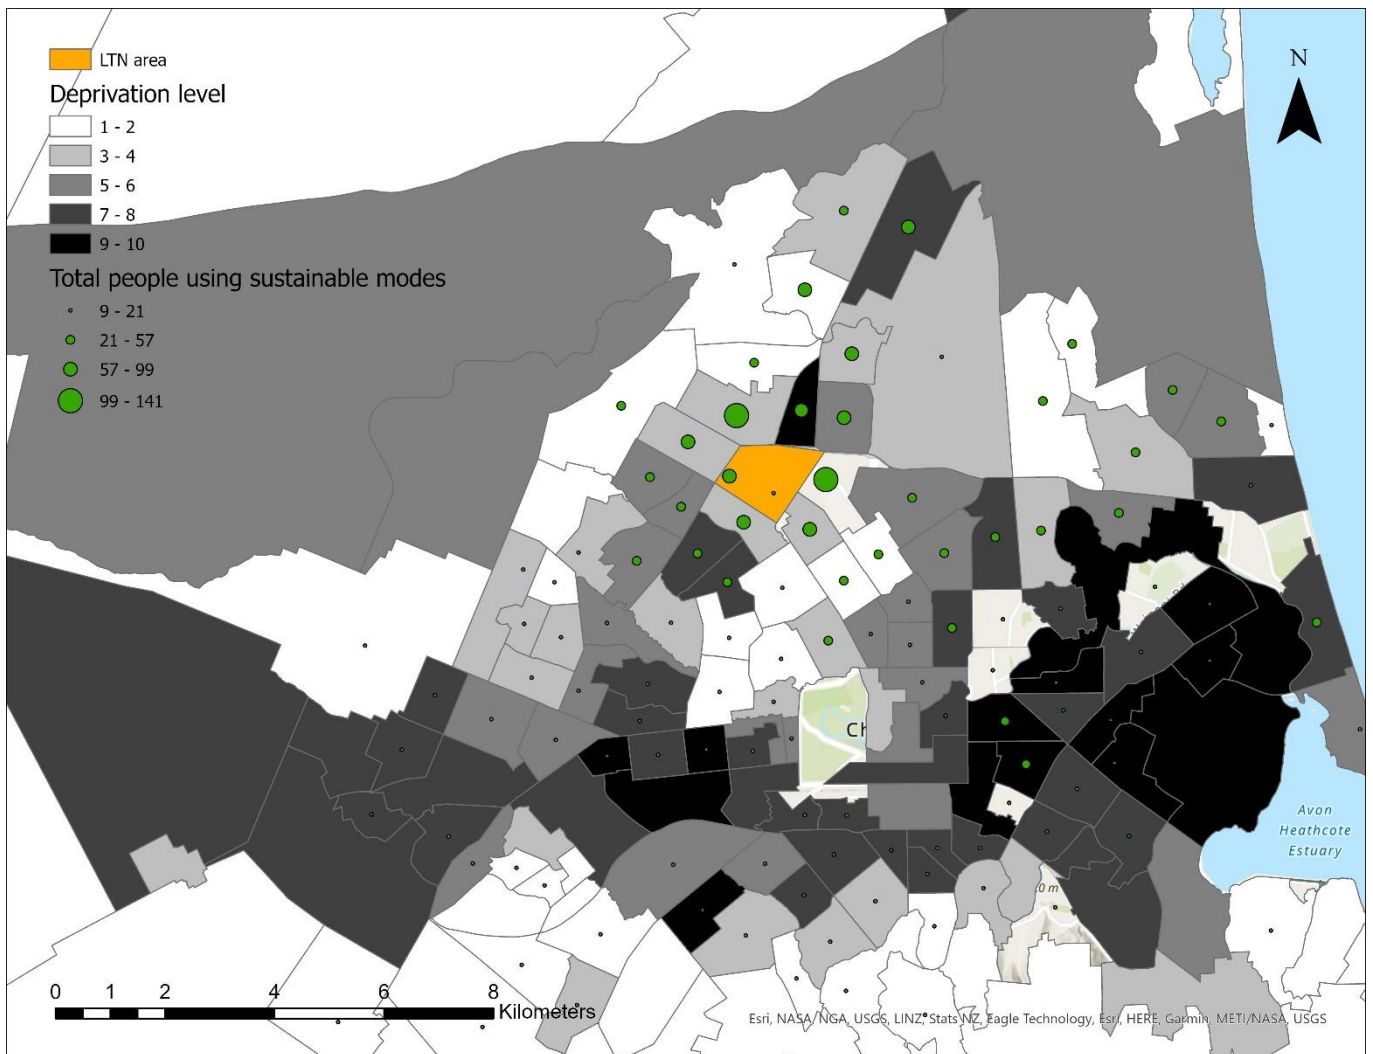 LTN area
Deprivation level
1 - 2
3 - 4
5 - 6
7 - 8
9 - 10
Total people using sustainable modes
9 - 21
21 - 57
57 - 99
99 - 141
N
Ch
Avon
Heathcote
Estuary
0 m
0 1 2 4 6 8
Kilometers
Esri, NASA, NGA, USGS, LINZ, Stats NZ, Eagle Technology, Esri, HERE, Garmin, METI/NASA, USGS